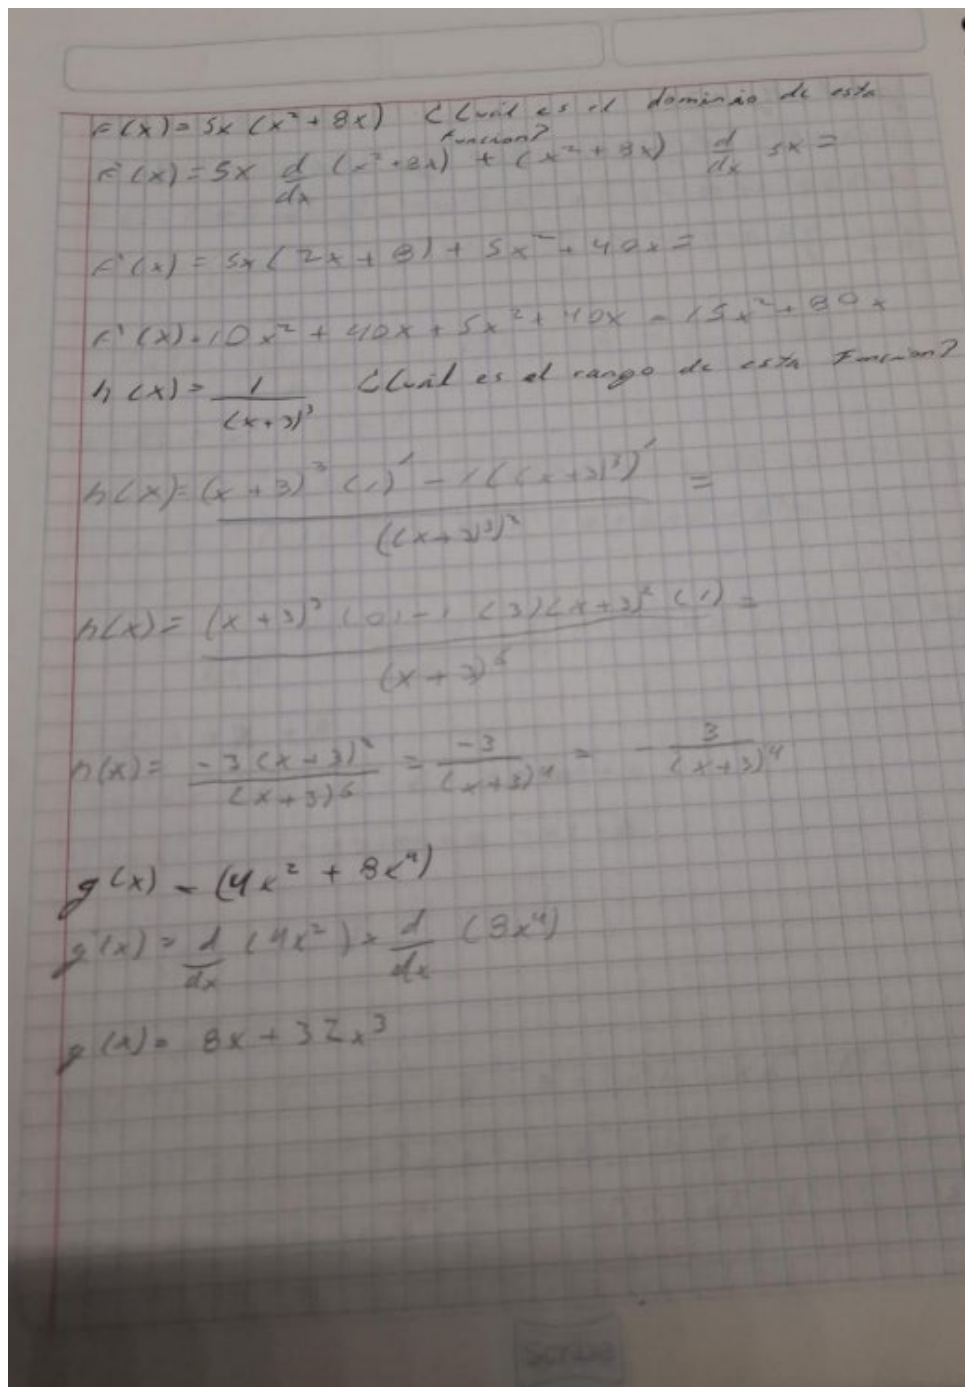 F(x) = 5x (x² + 8x) ¿Cuál es el dominio de esta
Funcion?
F'(x) = 5x d/dx (x² + 8x) + (x² + 8x) d/dx 5x =
F'(x) = 5x (2x + 8) + 5x² + 40x =
F'(x) = 10x² + 40x + 5x² + 40x = 15x² + 80x
h(x) = 1/(x+3)³ ¿Cuál es el rango de esta Funcion?
h(x) = ((x+3)³ (1)' - 1((x+3)³)')/((x+3)³)² =
h(x) = ((x+3)³ (0) - 1 (3)(x+3)² (1))/(x+3)⁶ =
h(x) = -3(x+3)²/(x+3)⁶ = -3/(x+3)⁴ = - 3/(x+3)⁴
g(x) = (4x² + 8x⁴)
g'(x) = d/dx (4x²) + d/dx (8x⁴)
g(x) = 8x + 32x³
Scribe